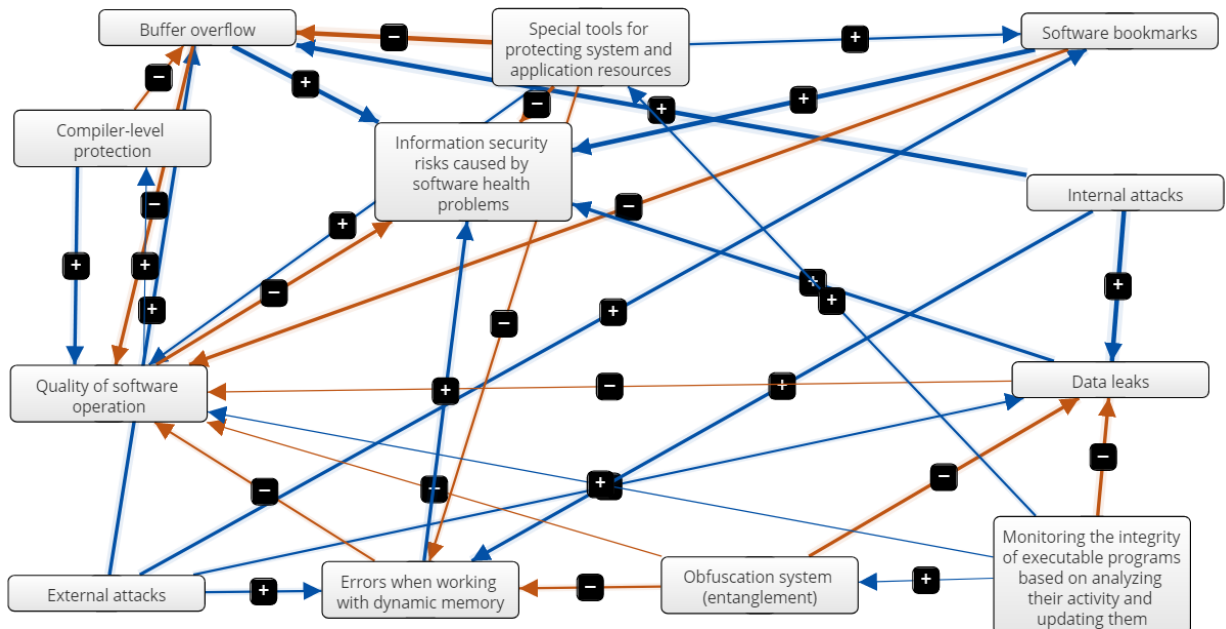 Buffer overflow
Special tools for
protecting system and
application resources
Software bookmarks
Compiler-level
protection
Information security
risks caused by
software health
problems
Internal attacks
Quality of software
operation
Data leaks
External attacks
Errors when working
with dynamic memory
Obfuscation system
(entanglement)
Monitoring the integrity
of executable programs
based on analyzing
their activity and
updating them